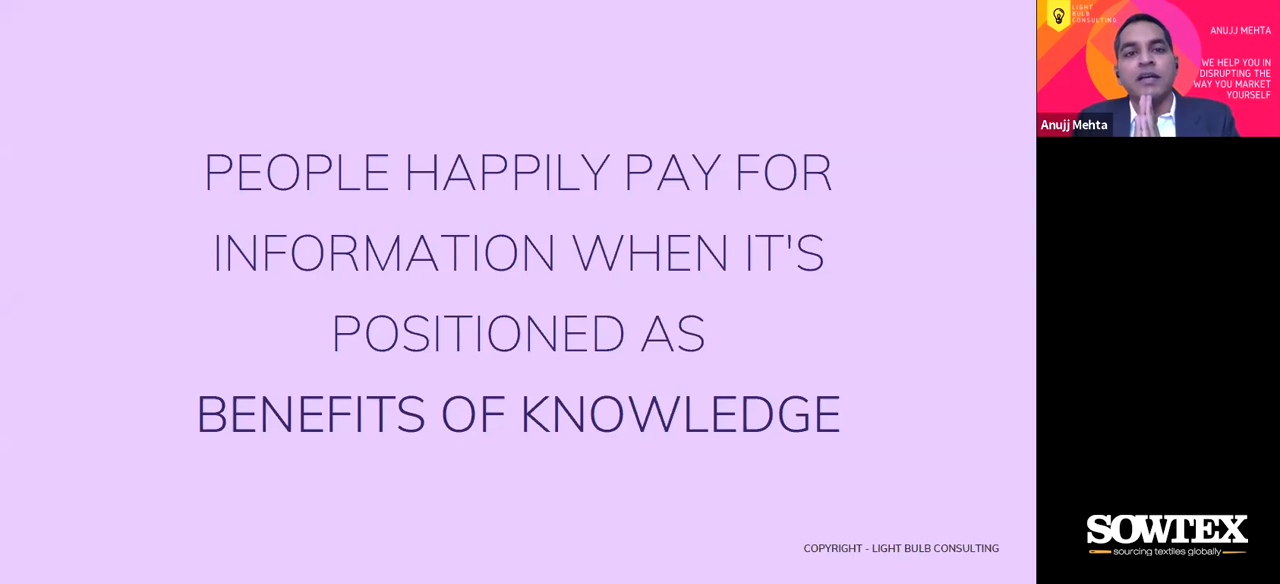 PEOPLE HAPPILY PAY FOR
INFORMATION WHEN IT'S
POSITIONED AS
BENEFITS OF KNOWLEDGE
COPYRIGHT - LIGHT BULB CONSULTING
LIGHT
BULB
CONSULTING
ANUJJ MEHTA
WE HELP YOU IN
DISRUPTING THE
WAY YOU MARKET
YOURSELF
Anujj Mehta
SOWTEX
sourcing textiles globally